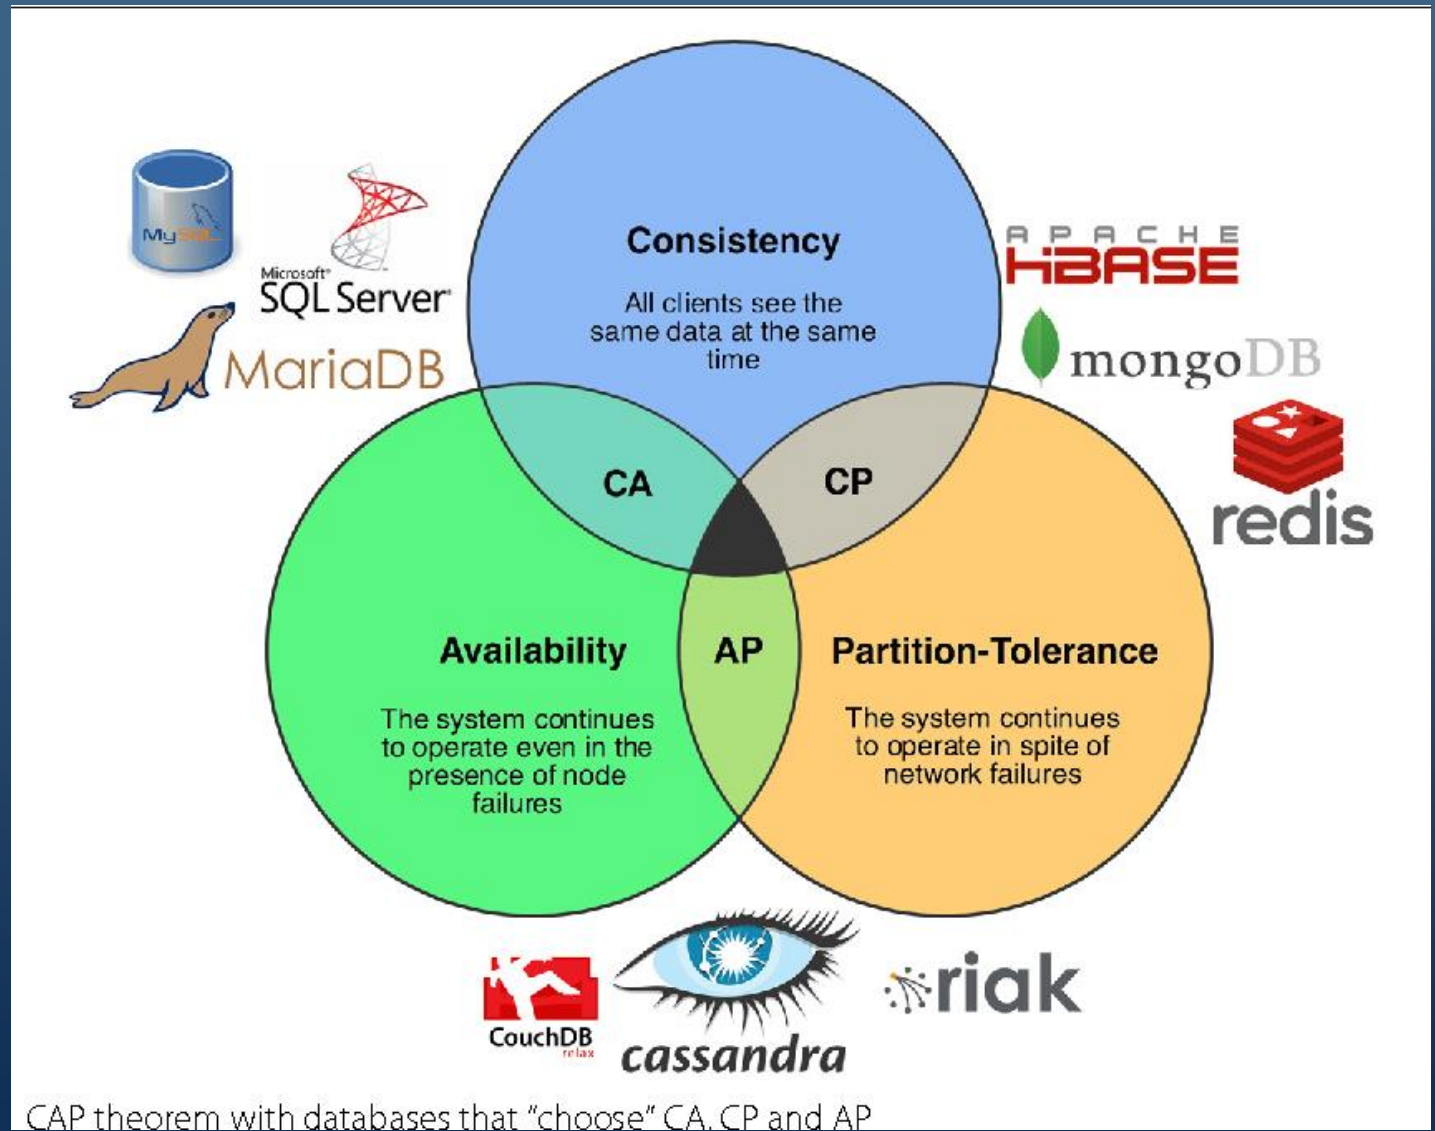 Consistency
All clients see the
same data at the same
time
MySQL
Microsoft®
SQL Server®
MariaDB
APACHE
HBASE
mongoDB
redis
CA
CP
Availability
AP
Partition-Tolerance
The system continues
to operate even in the
presence of node
failures
The system continues
to operate in spite of
network failures
CouchDB
relax
cassandra
riak
CAP theorem with databases that "choose" CA, CP and AP